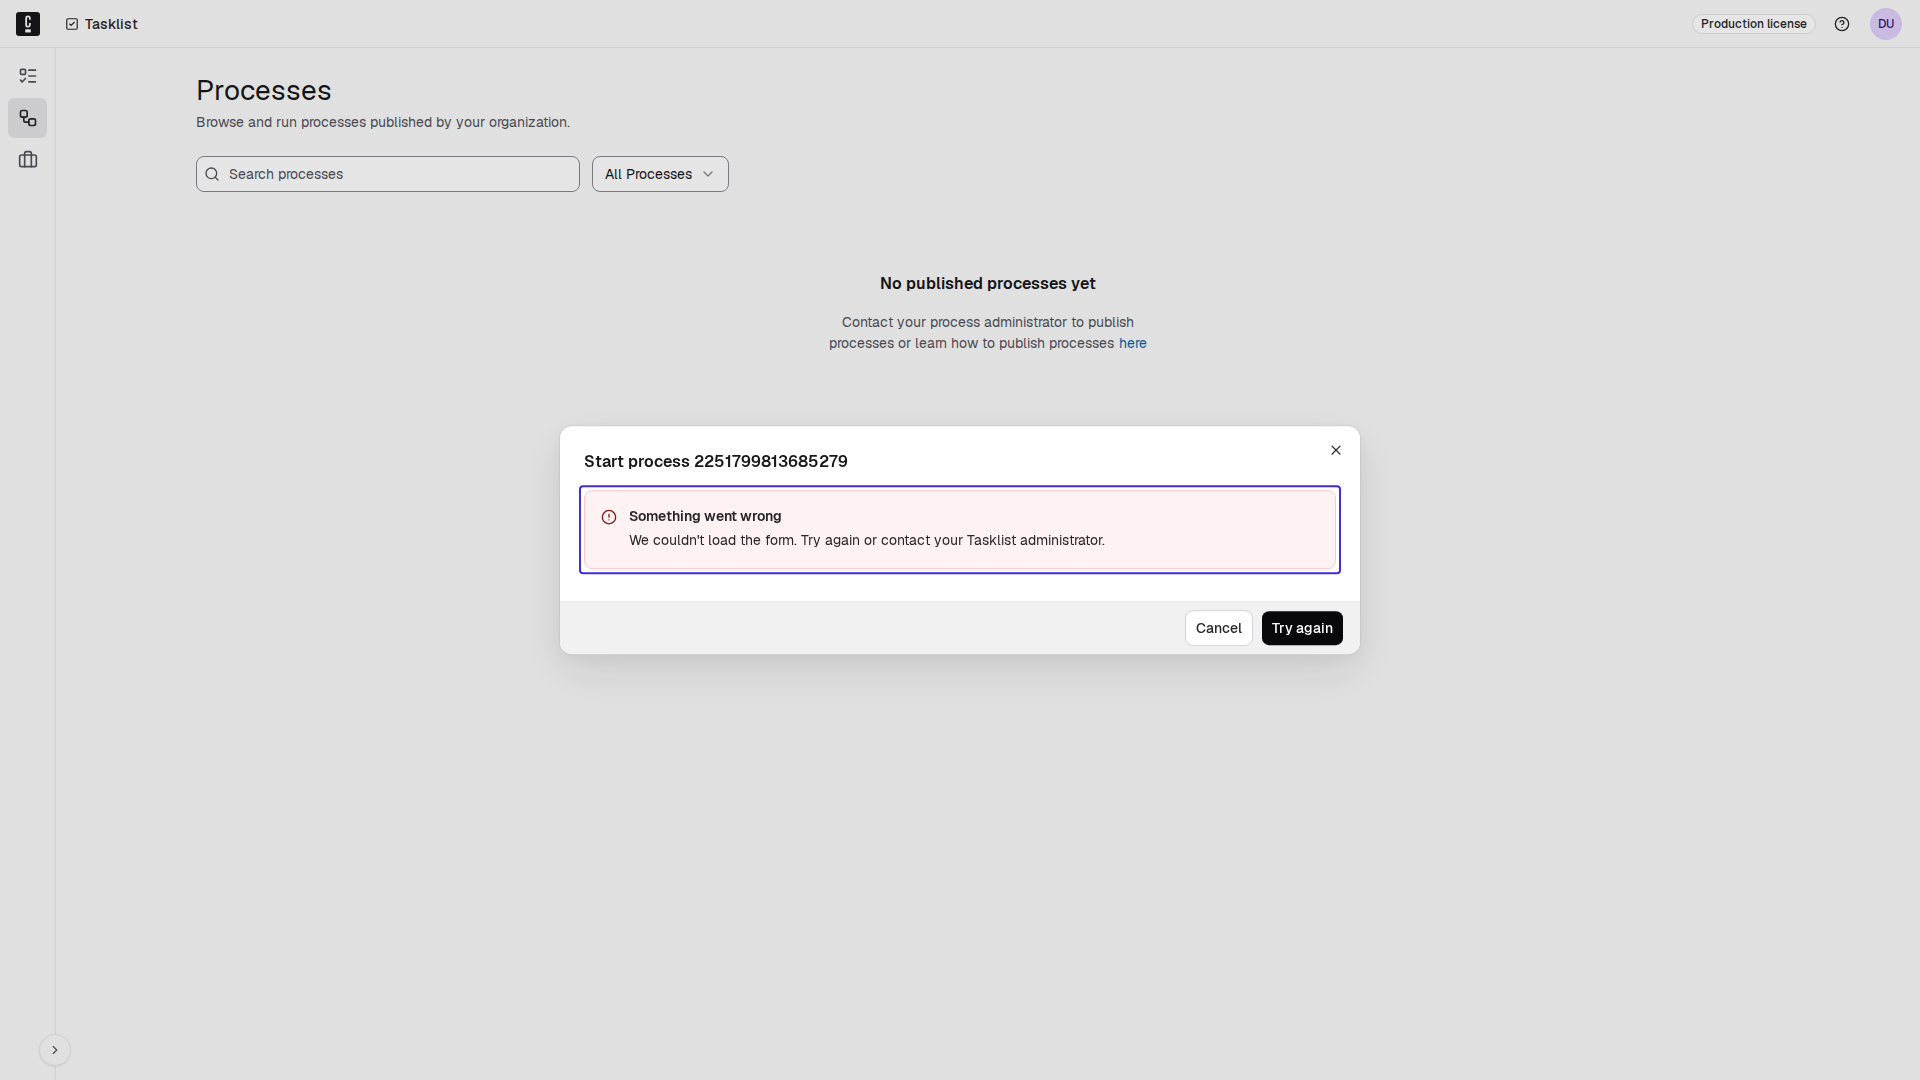 Tasklist
Production license
DU
Processes
Browse and run processes published by your organization.
Search processes
All Processes
No published processes yet
Contact your process administrator to publish
processes or learn how to publish processes here
Start process 2251799813685279
Something went wrong
We couldn't load the form. Try again or contact your Tasklist administrator.
Cancel
Try again